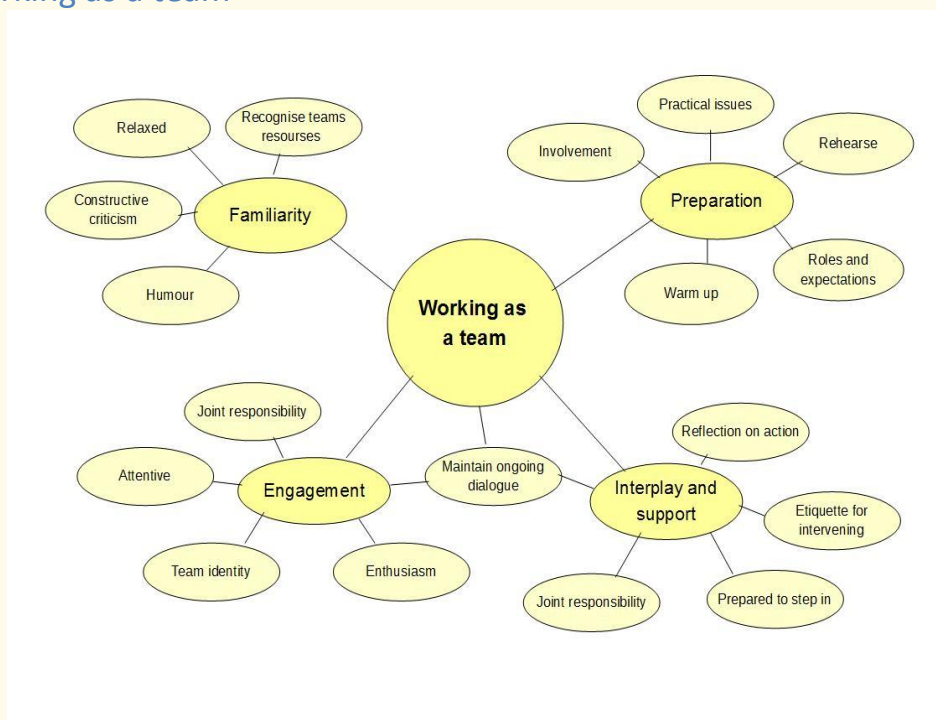 as a team
Relaxed
Recognise teams
resourses
Constructive
criticism
Familiarity
Humour
Practical issues
Involvement
Rehearse
Preparation
Roles and
expectations
Warm up
Working as
a team
Joint responsibility
Attentive
Engagement
Team identity
Enthusiasm
Maintain ongoing
dialogue
Reflection on action
Interplay and
support
Etiquette for
intervening
Joint responsibility
Prepared to step in